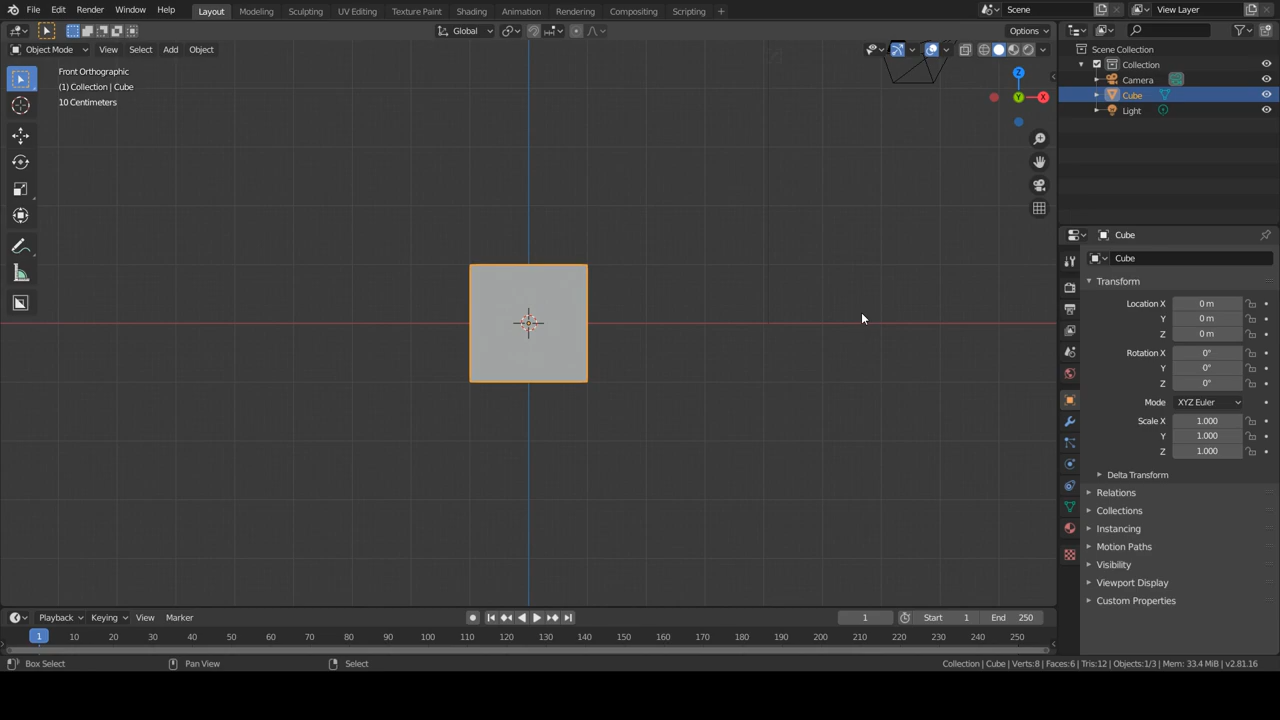 File Edit Render Window Help Layout Modeling Sculpting UV Editing Texture Paint Shading Animation Rendering Compositing Scripting + Scene View Layer
Global Options
Object Mode View Select Add Object
Front Orthographic
(1) Collection | Cube
10 Centimeters
Z
Y
X
Scene Collection
Collection
Camera
Cube
Light
Cube
Cube
Transform
Location X 0 m
Y 0 m
Z 0 m
Rotation X 0°
Y 0°
Z 0°
Mode XYZ Euler
Scale X 1.000
Y 1.000
Z 1.000
Delta Transform
Relations
Collections
Instancing
Motion Paths
Visibility
Viewport Display
Custom Properties
Playback Keying View Marker 1 Start 1 End 250
1 10 20 30 40 50 60 70 80 90 100 110 120 130 140 150 160 170 180 190 200 210 220 230 240 250
Box Select Pan View Select Collection | Cube | Verts:8 | Faces:6 | Tris:12 | Objects:1/3 | Mem: 33.4 MiB | v2.81.16